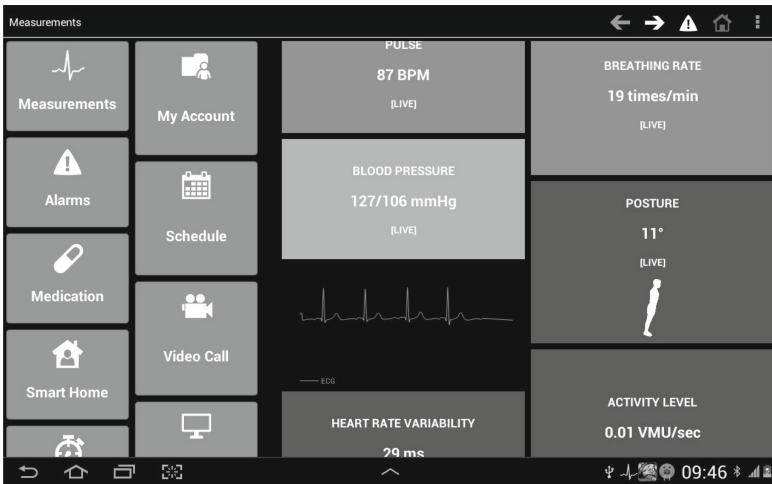 Measurements
Measurements
Alarms
Medication
Smart Home
My Account
Schedule
Video Call
PULSE
87 BPM
[LIVE]
BLOOD PRESSURE
127/106 mmHg
[LIVE]
ECG
HEART RATE VARIABILITY
29 ms
BREATHING RATE
19 times/min
[LIVE]
POSTURE
11°
[LIVE]
ACTIVITY LEVEL
0.01 VMU/sec
09:46